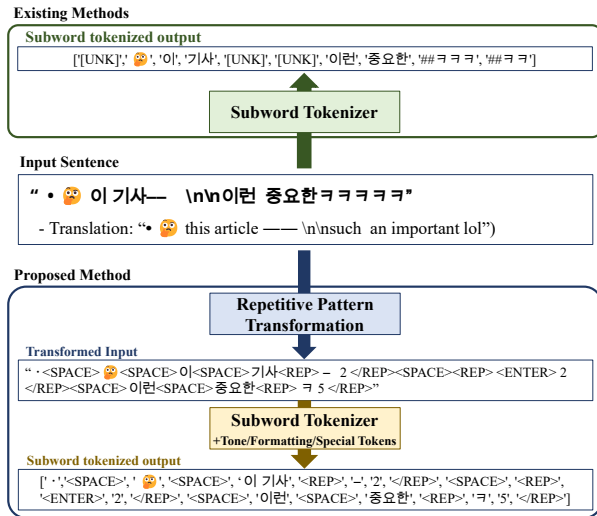 Existing Methods
Subword tokenized output
['[UNK]',' 🤔', '이', '기사', '[UNK]', '[UNK]', '이런', '중요한', '##ㅋㅋㅋ', '##ㅋㅋ']
Subword Tokenizer
Input Sentence
“ • 🤔 이 기사—– \n\n이런 중요한ㅋㅋㅋㅋㅋ”
- Translation: “• 🤔 this article —— \n\nsuch an important lol”)
Proposed Method
Repetitive Pattern
Transformation
Transformed Input
“ ·<SPACE> 🤔<SPACE> 이<SPACE> 기사<REP> – 2 </REP><SPACE><REP> <ENTER> 2
</REP><SPACE> 이런<SPACE> 중요한<REP> ㅋ 5 </REP>”
Subword Tokenizer
+Tone/Formatting/Special Tokens
Subword tokenized output
[' ·','<SPACE>', ' 🤔', '<SPACE>', '이 기사', '<REP>', '–', '2', '</REP>', '<SPACE>', '<REP>',
'<ENTER>', '2', '</REP>', '<SPACE>', '이런', '<SPACE>', '중요한', '<REP>', 'ㅋ', '5', '</REP>']